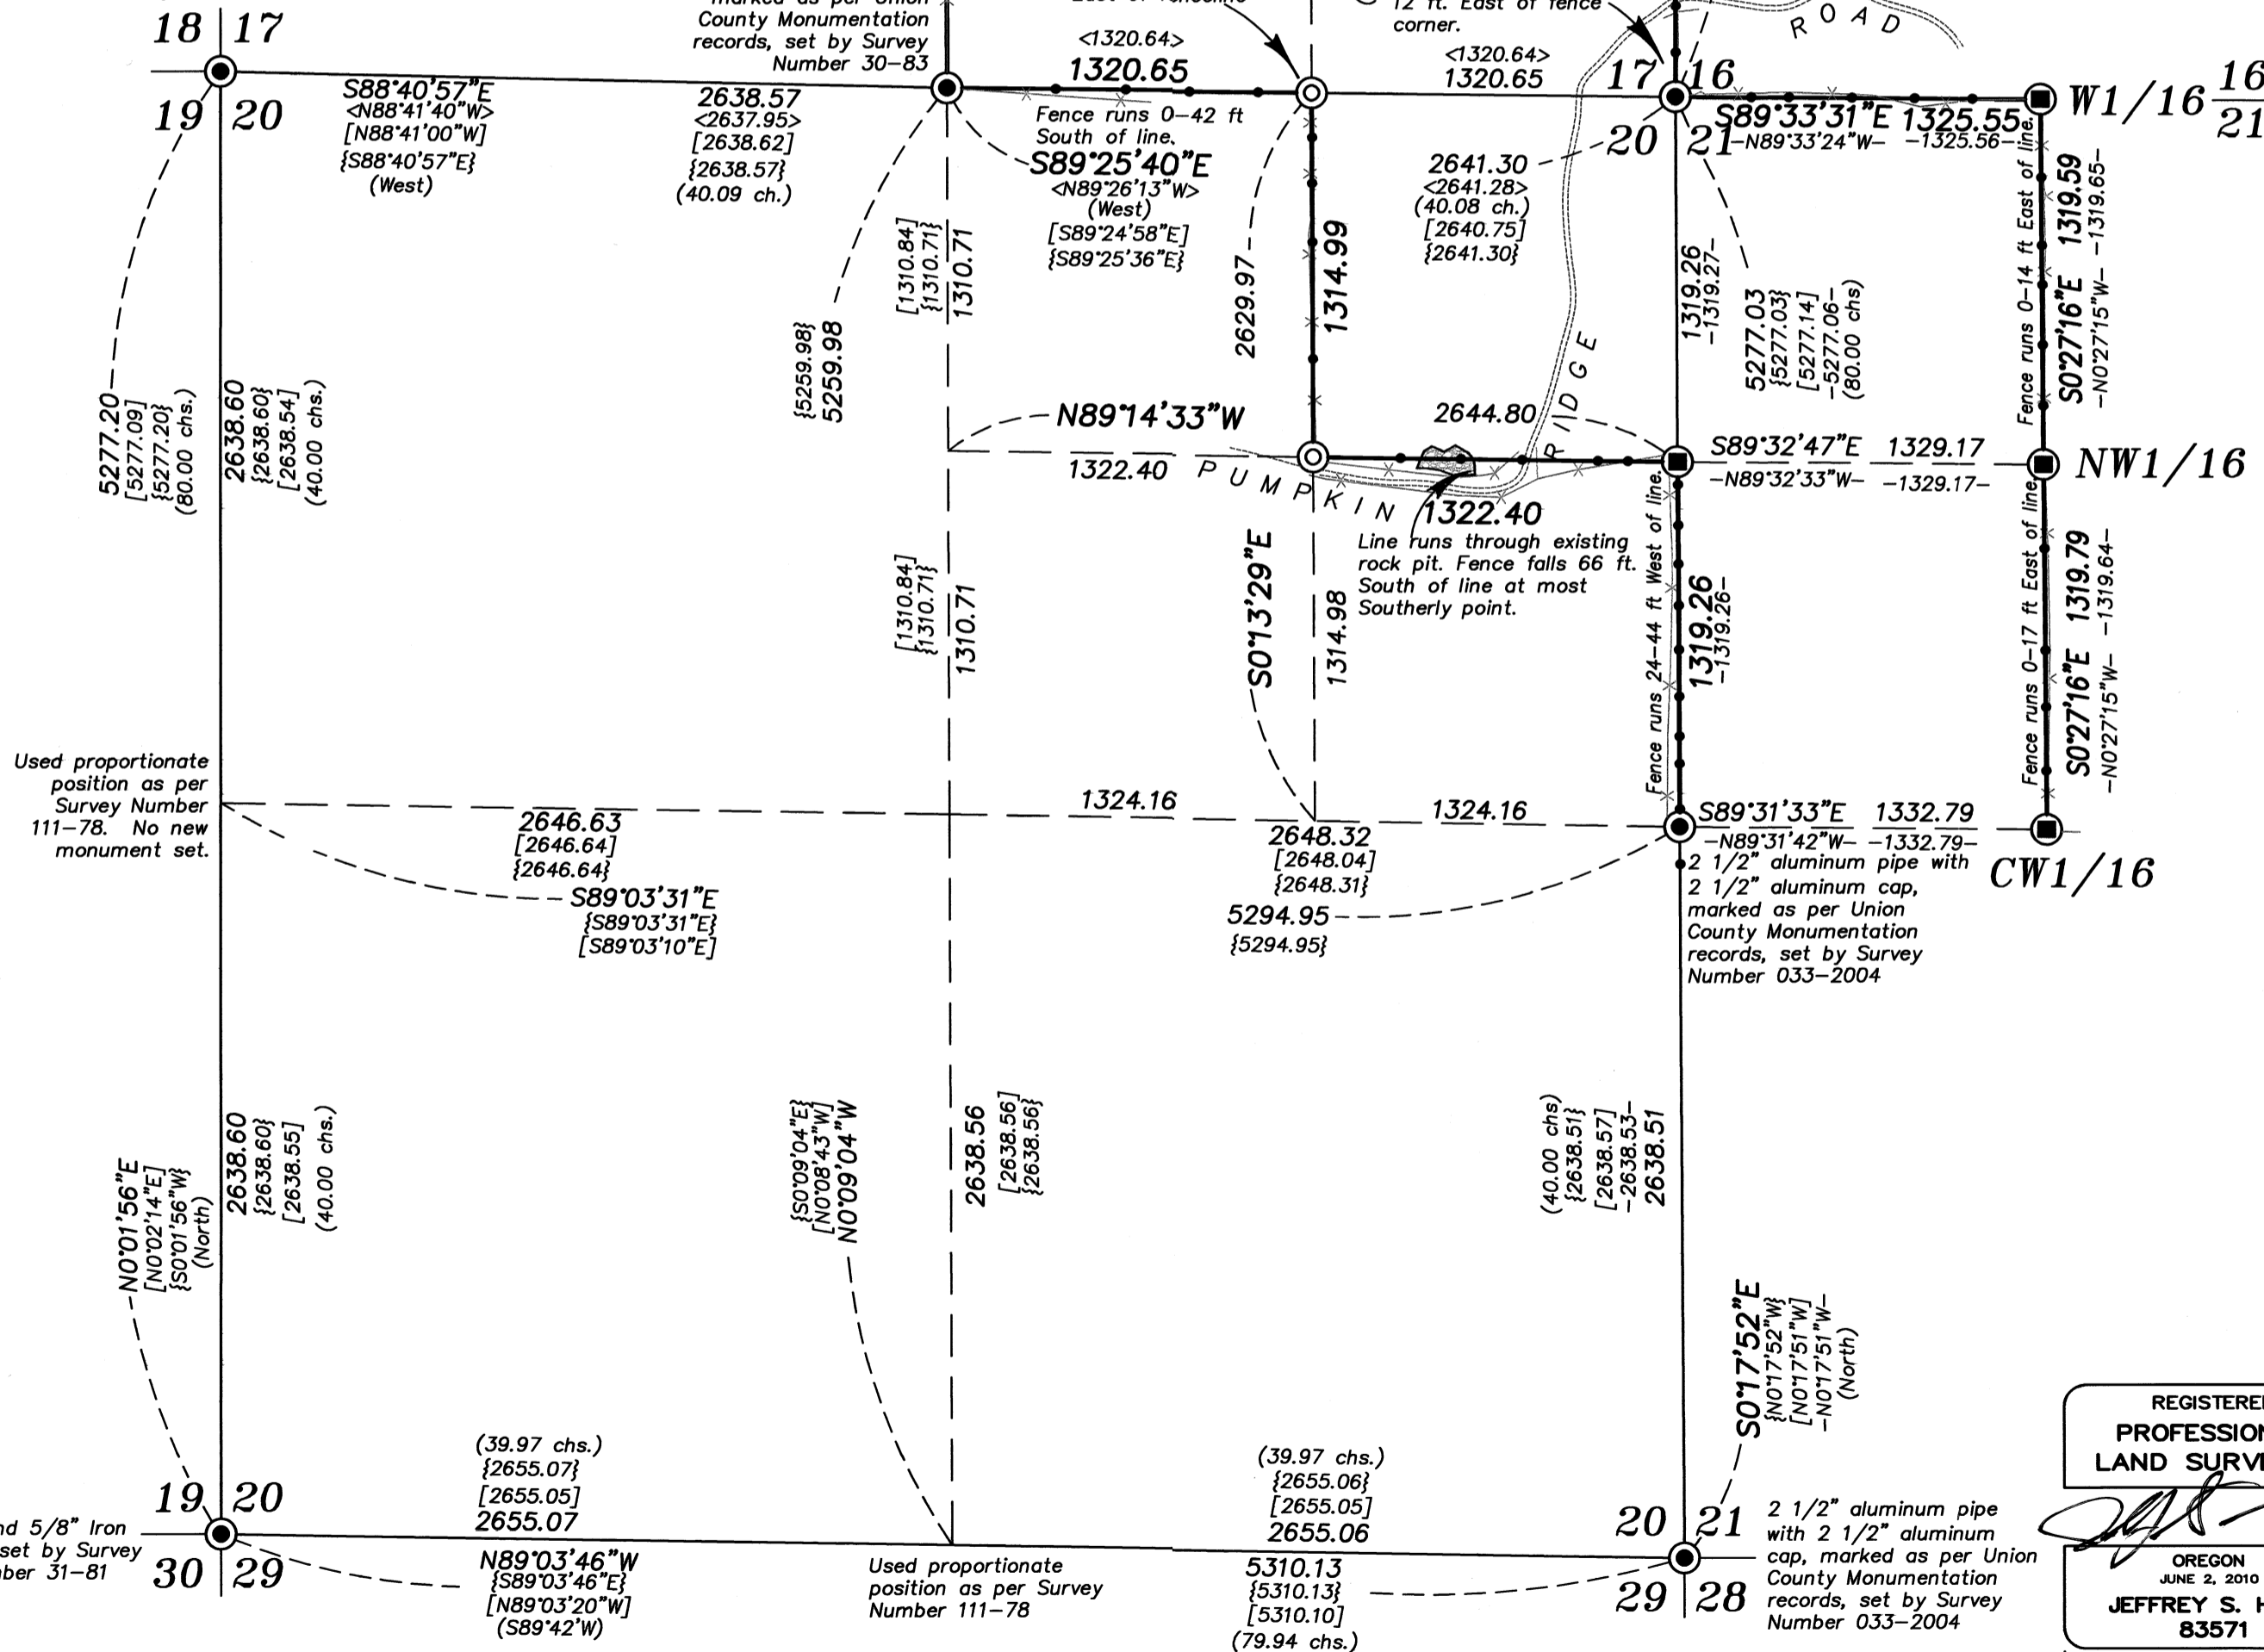 18 17
19 20
marked as per Union
County Monumentation
records, set by Survey
Number 30-83
12 ft. East of fence
corner.
ROAD
<1320.64>
1320.65
<1320.64>
1320.65
17 16
20 21
W1/16 16
21
S88°40'57"E
<N88°41'40"W>
[N88°41'00"W]
{S88°40'57"E}
(West)
2638.57
<2637.95>
[2638.62]
{2638.57}
(40.09 ch.)
Fence runs 0-42 ft
South of line.
S89°25'40"E
<N89°26'13"W>
(West)
[S89°24'58"E]
{S89°25'36"E}
2641.30
<2641.28>
(40.08 ch.)
[2640.75]
{2641.30}
S89°33'31"E 1325.55
-N89°33'24"W- -1325.56-
Fence runs 0-14 ft East of line.
S0°27'16"E 1319.59
-N0°27'15"W- -1319.65-
[1310.84]
{1310.71}
1310.71
2629.97
1314.99
1319.26
-1319.27-
5277.03
{5277.03}
[5277.14]
-5277.06-
(80.00 chs)
{5259.98}
5259.98
5277.20
[5277.09]
{5277.20}
(80.00 chs.)
2638.60
{2638.60}
[2638.54]
(40.00 chs.)
N89°14'33"W
1322.40
2644.80
PUMPKIN
RIDGE
S89°32'47"E 1329.17
-N89°32'33"W- -1329.17-
NW1/16
1322.40
Line runs through existing
rock pit. Fence falls 66 ft.
South of line at most
Southerly point.
[1310.84]
{1310.71}
1310.71
S0°13'29"E
1314.98
Fence runs 24-44 ft West of line.
1319.26
-1319.26-
Fence runs 0-17 ft East of line.
S0°27'16"E 1319.79
-N0°27'15"W- -1319.64-
Used proportionate
position as per
Survey Number
111-78. No new
monument set.
2646.63
[2646.64]
{2646.64}
S89°03'31"E
{S89°03'31"E}
[S89°03'10"E]
1324.16
1324.16
2648.32
[2648.04]
{2648.31}
5294.95
{5294.95}
S89°31'33"E 1332.79
-N89°31'42"W- -1332.79-
CW1/16
2 1/2" aluminum pipe with
2 1/2" aluminum cap,
marked as per Union
County Monumentation
records, set by Survey
Number 033-2004
N0°01'56"E
[N0°02'14"E]
{S0°01'56"W}
(North)
2638.60
{2638.60}
[2638.55]
(40.00 chs.)
{S0°09'04"E}
[N0°08'43"W]
N0°09'04"W
2638.56
[2638.56]
{2638.56}
(40.00 chs)
{2638.51}
[2638.57]
-2638.53-
2638.51
S0°17'52"E
{N0°17'52"W}
[N0°17'51"W]
-N0°17'51"W-
(North)
19 20
30 29
5/8" Iron
set by Survey
31-81
(39.97 chs.)
{2655.07}
[2655.05]
2655.07
N89°03'46"W
{S89°03'46"E}
[N89°03'20"W]
(S89°42'W)
Used proportionate
position as per Survey
Number 111-78
(39.97 chs.)
{2655.06}
[2655.05]
2655.06
5310.13
{5310.13}
[5310.10]
(79.94 chs.)
20 21
29 28
2 1/2" aluminum pipe
with 2 1/2" aluminum
cap, marked as per Union
County Monumentation
records, set by Survey
Number 033-2004
REGISTERE
PROFESSION
LAND SURV
OREGON
JUNE 2, 2010
JEFFREY S. H
83571